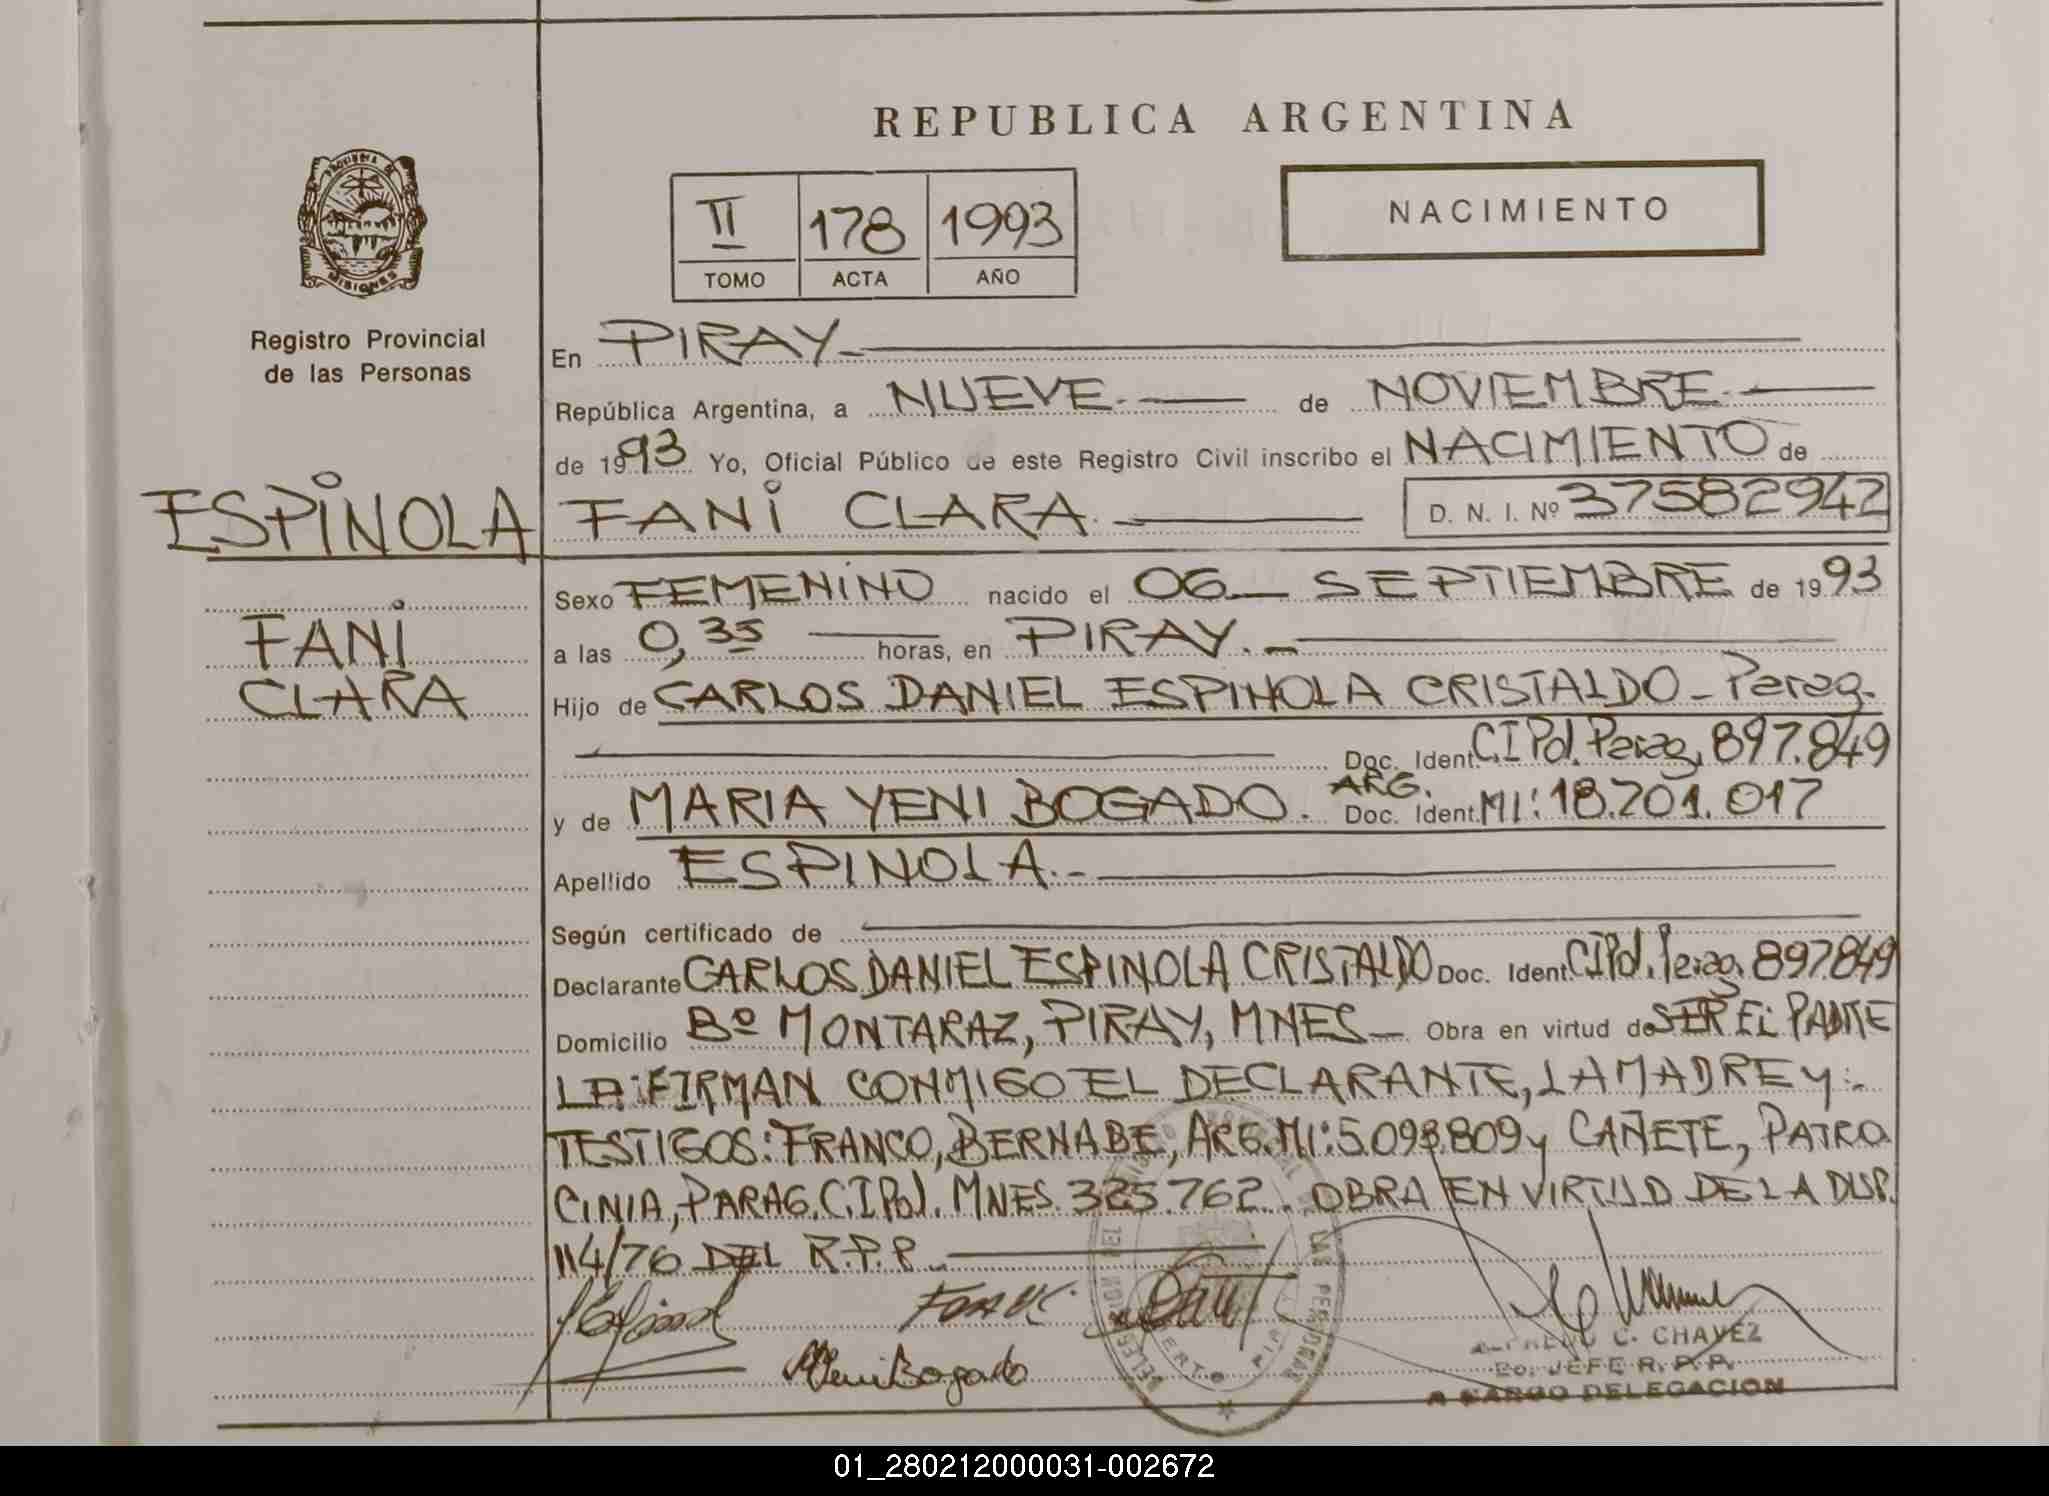 REPUBLICA ARGENTINA
PROVINCIA DE
MISIONES
Registro Provincial
de las Personas
II 178 1993
TOMO ACTA AÑO
NACIMIENTO
En PIRAY.-
República Argentina, a NUEVE.- de NOVIEMBRE.-
de 1993 Yo, Oficial Público de este Registro Civil inscribo el NACIMIENTO de
ESPINOLA
FANI CLARA.- D. N. I. Nº 37582942
FANI
CLARA
Sexo FEMENINO nacido el 06- SEPTIEMBRE de 1993
a las 0,35 horas, en PIRAY.-
Hijo de CARLOS DANIEL ESPINOLA CRISTALDO - Parag.
Doc. Ident. C.I Pol. Parag. 897.849
y de MARIA YENI BOGADO. ARG. Doc. Ident. MI: 18.201.017
Apellido ESPINOLA.-
Según certificado de
Declarante CARLOS DANIEL ESPINOLA CRISTALDO Doc. Ident. CIPol. Parag. 897849
Domicilio Bº MONTARAZ, PIRAY, MNES- Obra en virtud de SER EL PADRE
LA FIRMAN CONMIGO EL DECLARANTE, LA MADRE Y:-
TESTIGOS: FRANCO, BERNABE, ARG. MI: 5.093.809 y CAÑETE, PATRO
CINIA, PARAG. C.I Pol. MNES. 325.762.. OBRA EN VIRTUD DE LA DISP.
114/76 DEL R.P.P.-
YeniBogado
C. CHAVEZ
JEFE R. P. P.
A CARGO DELEGACION
01_280212000031-002672